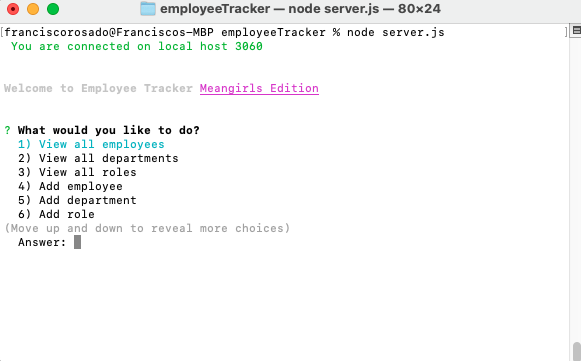 employeeTracker — node server.js — 80×24
[franciscorosado@Franciscos-MBP employeeTracker % node server.js ]
You are connected on local host 3060
Welcome to Employee Tracker Meangirls Edition
? What would you like to do?
1) View all employees
2) View all departments
3) View all roles
4) Add employee
5) Add department
6) Add role
(Move up and down to reveal more choices)
Answer: